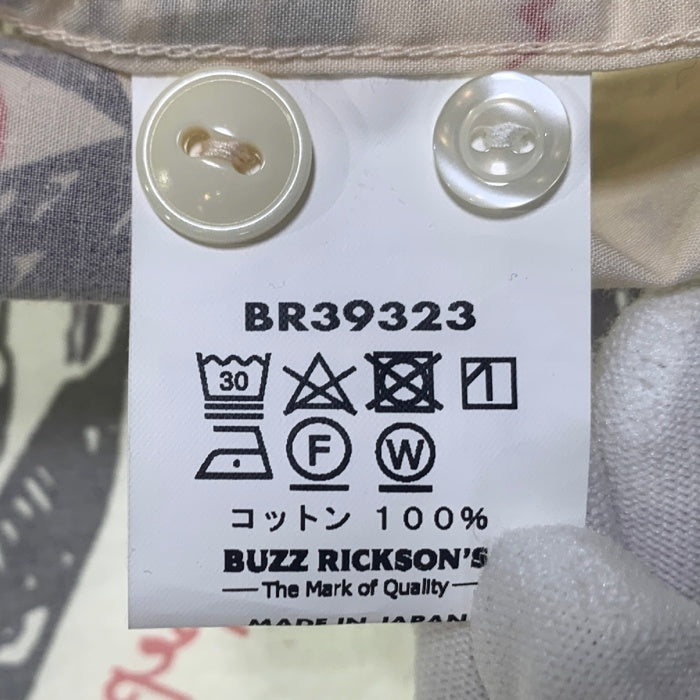 BR39323
30
F W
コットン 100%
BUZZ RICKSON'S
The Mark of Quality
MADE IN JAPAN